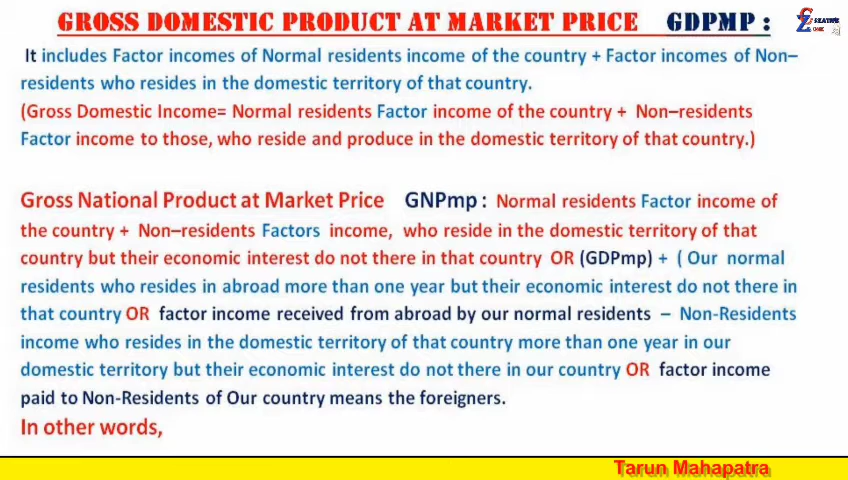 GROSS DOMESTIC PRODUCT AT MARKET PRICE GDPMP :
It includes Factor incomes of Normal residents income of the country + Factor incomes of Non–
residents who resides in the domestic territory of that country.
(Gross Domestic Income= Normal residents Factor income of the country + Non–residents
Factor income to those, who reside and produce in the domestic territory of that country.)
Gross National Product at Market Price GNPmp : Normal residents Factor income of
the country + Non–residents Factors income, who reside in the domestic territory of that
country but their economic interest do not there in that country OR (GDPmp) + ( Our normal
residents who resides in abroad more than one year but their economic interest do not there in
that country OR factor income received from abroad by our normal residents – Non-Residents
income who resides in the domestic territory of that country more than one year in our
domestic territory but their economic interest do not there in our country OR factor income
paid to Non-Residents of Our country means the foreigners.
In other words,
Tarun Mahapatra